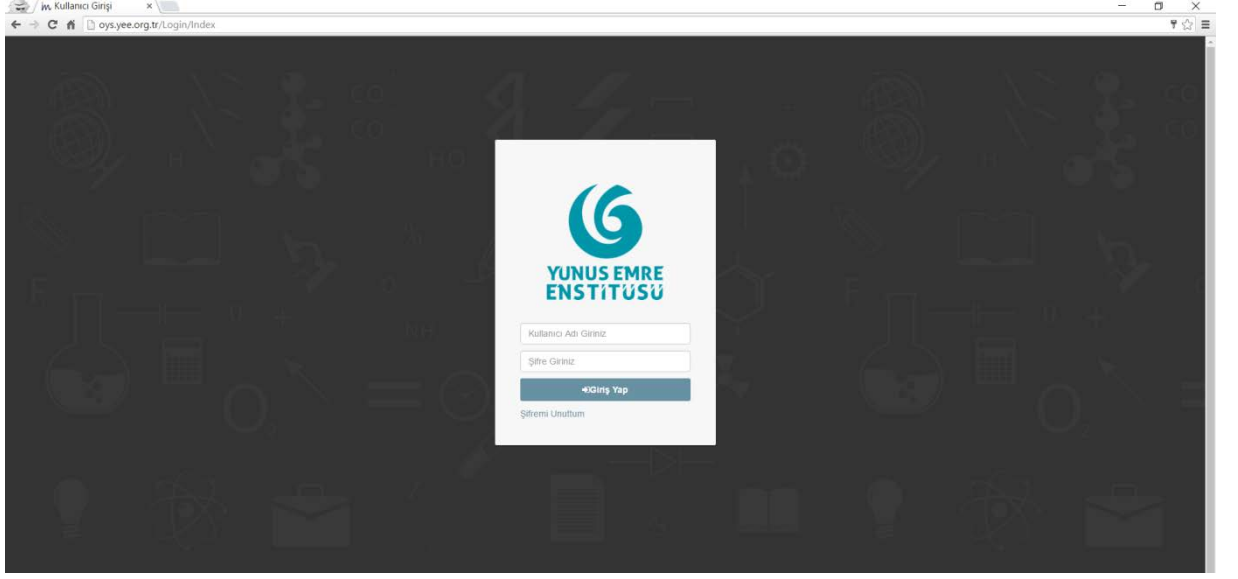 Kullanıcı Girişi
oys.yee.org.tr/Login/Index
YUNUS EMRE
ENSTİTÜSÜ
Kullanıcı Adı Giriniz
Şifre Giriniz
Giriş Yap
Şifremi Unuttum